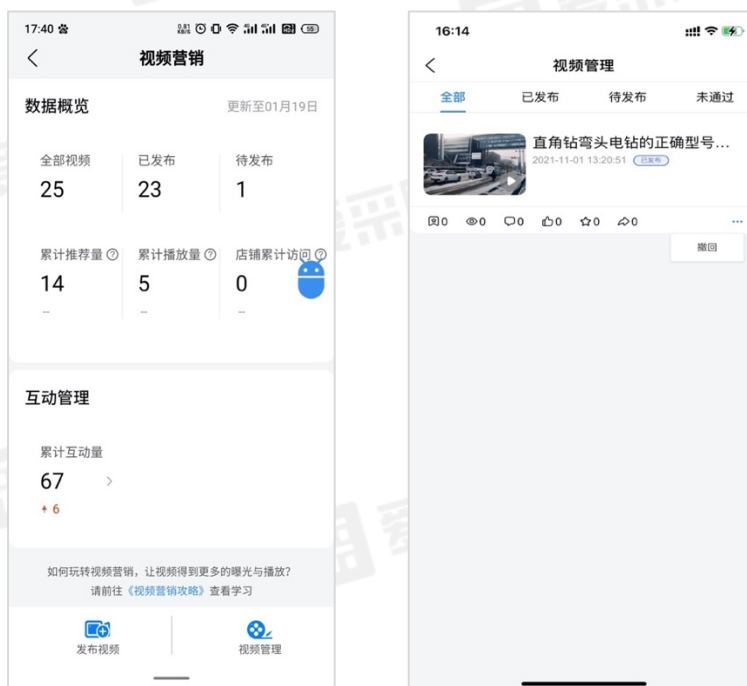 17:40
视频营销
数据概览
更新至01月19日
全部视频
已发布
待发布
25
23
1
累计推荐量
累计播放量
店铺累计访问
14
5
0
--
--
--
互动管理
累计互动量
67
6
如何玩转视频营销，让视频得到更多的曝光与播放？
请前往《视频营销攻略》查看学习
发布视频
视频管理
16:14
视频管理
全部
已发布
待发布
未通过
直角钻弯头电钻的正确型号...
2021-11-01 13:20:51
已发布
0
0
0
0
0
0
撤回